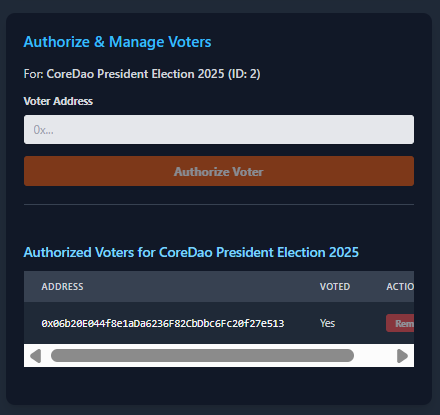 Authorize & Manage Voters
For: CoreDao President Election 2025 (ID: 2)
Voter Address
0x...
Authorize Voter
Authorized Voters for CoreDao President Election 2025
ADDRESS VOTED ACTIO
0x06b20E044f8e1aDa6236F82CbDbc6Fc20f27e513 Yes Rem